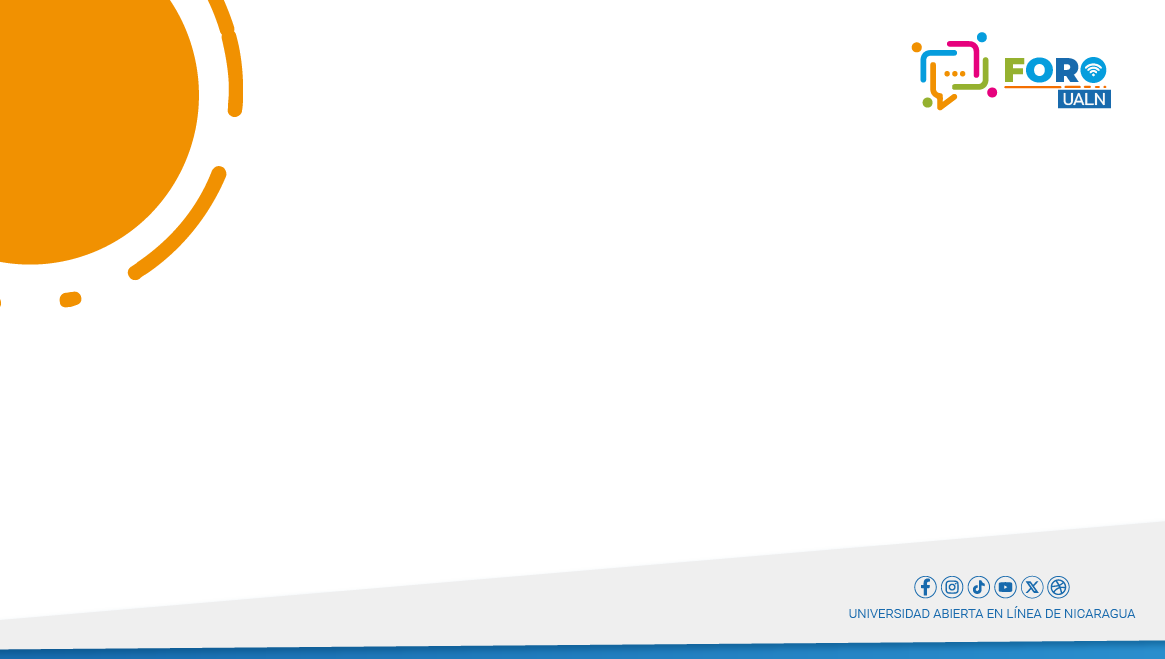 FORO
UALN
UNIVERSIDAD ABIERTA EN LÍNEA DE NICARAGUA